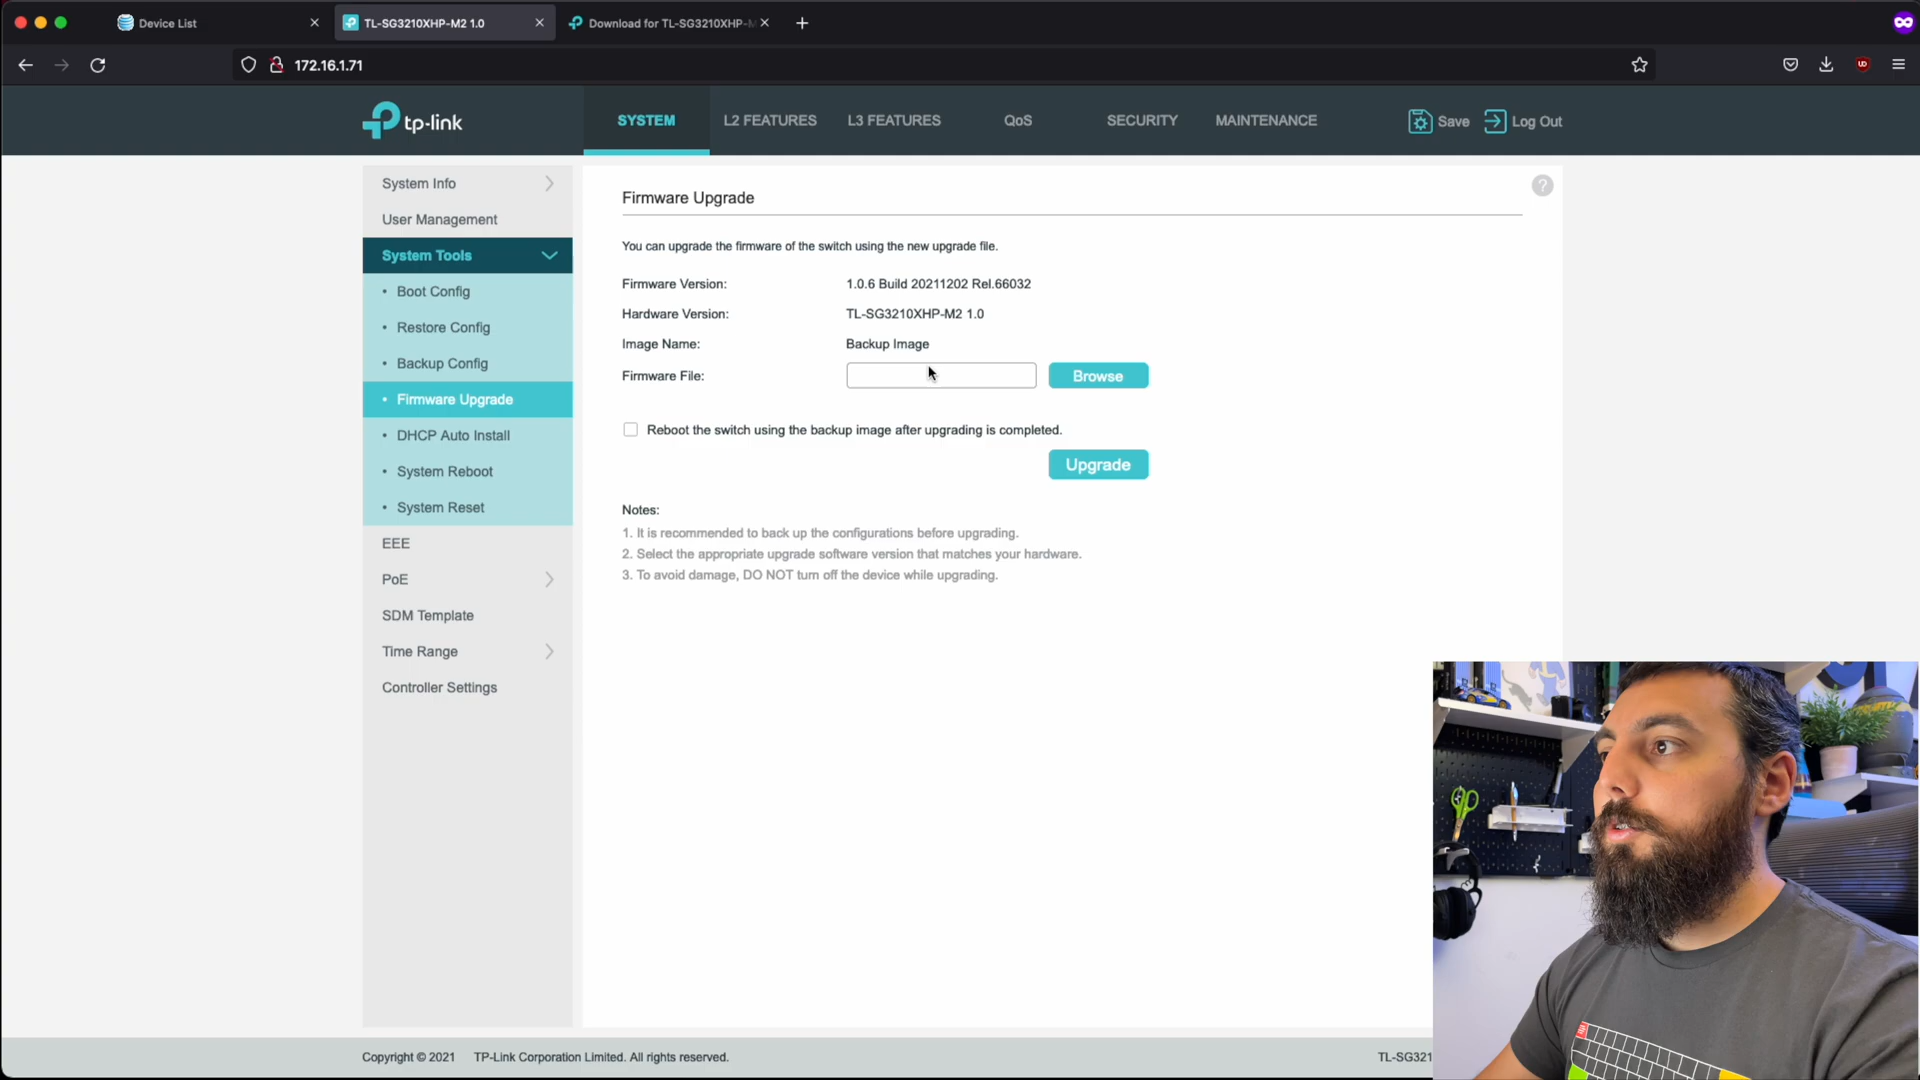 Device List
TL-SG3210XHP-M2 1.0
Download for TL-SG3210XHP-M
172.16.1.71
tp-link
SYSTEM
L2 FEATURES
L3 FEATURES
QoS
SECURITY
MAINTENANCE
Save
Log Out
System Info
User Management
System Tools
• Boot Config
• Restore Config
• Backup Config
• Firmware Upgrade
• DHCP Auto Install
• System Reboot
• System Reset
EEE
PoE
SDM Template
Time Range
Controller Settings
Firmware Upgrade
?
You can upgrade the firmware of the switch using the new upgrade file.
Firmware Version: 1.0.6 Build 20211202 Rel.66032
Hardware Version: TL-SG3210XHP-M2 1.0
Image Name: Backup Image
Firmware File:
Browse
Reboot the switch using the backup image after upgrading is completed.
Upgrade
Notes:
1. It is recommended to back up the configurations before upgrading.
2. Select the appropriate upgrade software version that matches your hardware.
3. To avoid damage, DO NOT turn off the device while upgrading.
Copyright © 2021 TP-Link Corporation Limited. All rights reserved.
TL-SG321